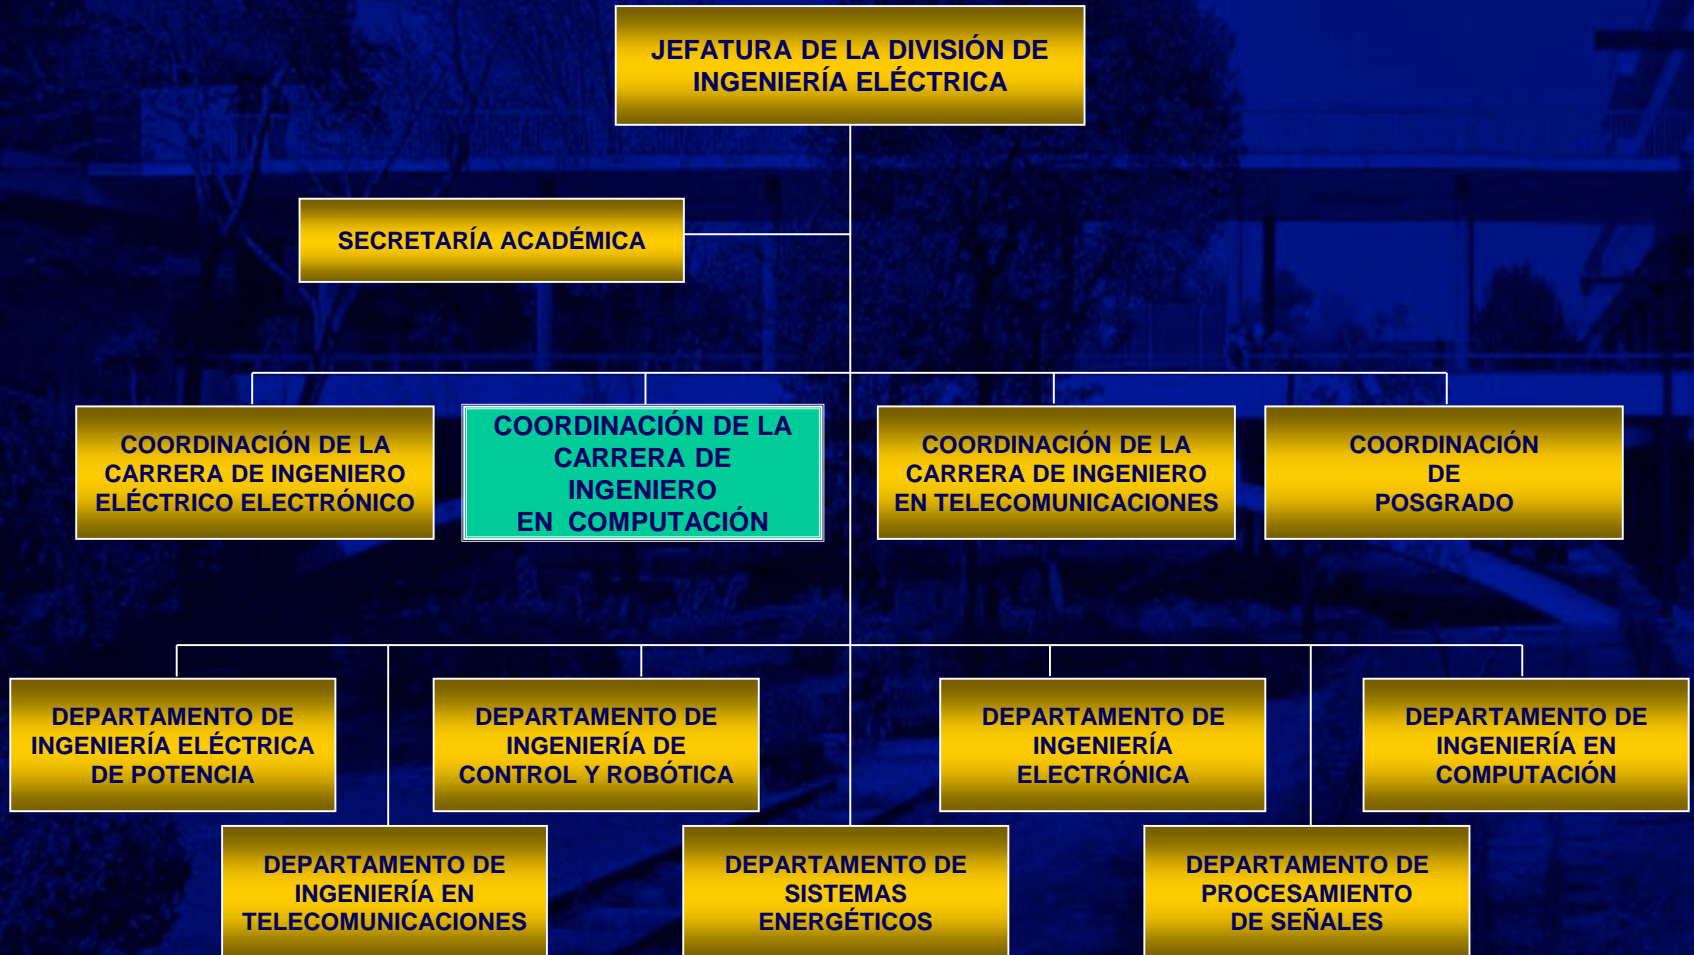 JEFATURA DE LA DIVISIÓN DE
INGENIERÍA ELÉCTRICA
SECRETARÍA ACADÉMICA
COORDINACIÓN DE LA
CARRERA DE INGENIERO
ELÉCTRICO ELECTRÓNICO
COORDINACIÓN DE LA
CARRERA DE
INGENIERO
EN COMPUTACIÓN
COORDINACIÓN DE LA
CARRERA DE INGENIERO
EN TELECOMUNICACIONES
COORDINACIÓN
DE
POSGRADO
DEPARTAMENTO DE
INGENIERÍA ELÉCTRICA
DE POTENCIA
DEPARTAMENTO DE
INGENIERÍA DE
CONTROL Y ROBÓTICA
DEPARTAMENTO DE
INGENIERÍA
ELECTRÓNICA
DEPARTAMENTO DE
INGENIERÍA EN
COMPUTACIÓN
DEPARTAMENTO DE
INGENIERÍA EN
TELECOMUNICACIONES
DEPARTAMENTO DE
SISTEMAS
ENERGÉTICOS
DEPARTAMENTO DE
PROCESAMIENTO
DE SEÑALES